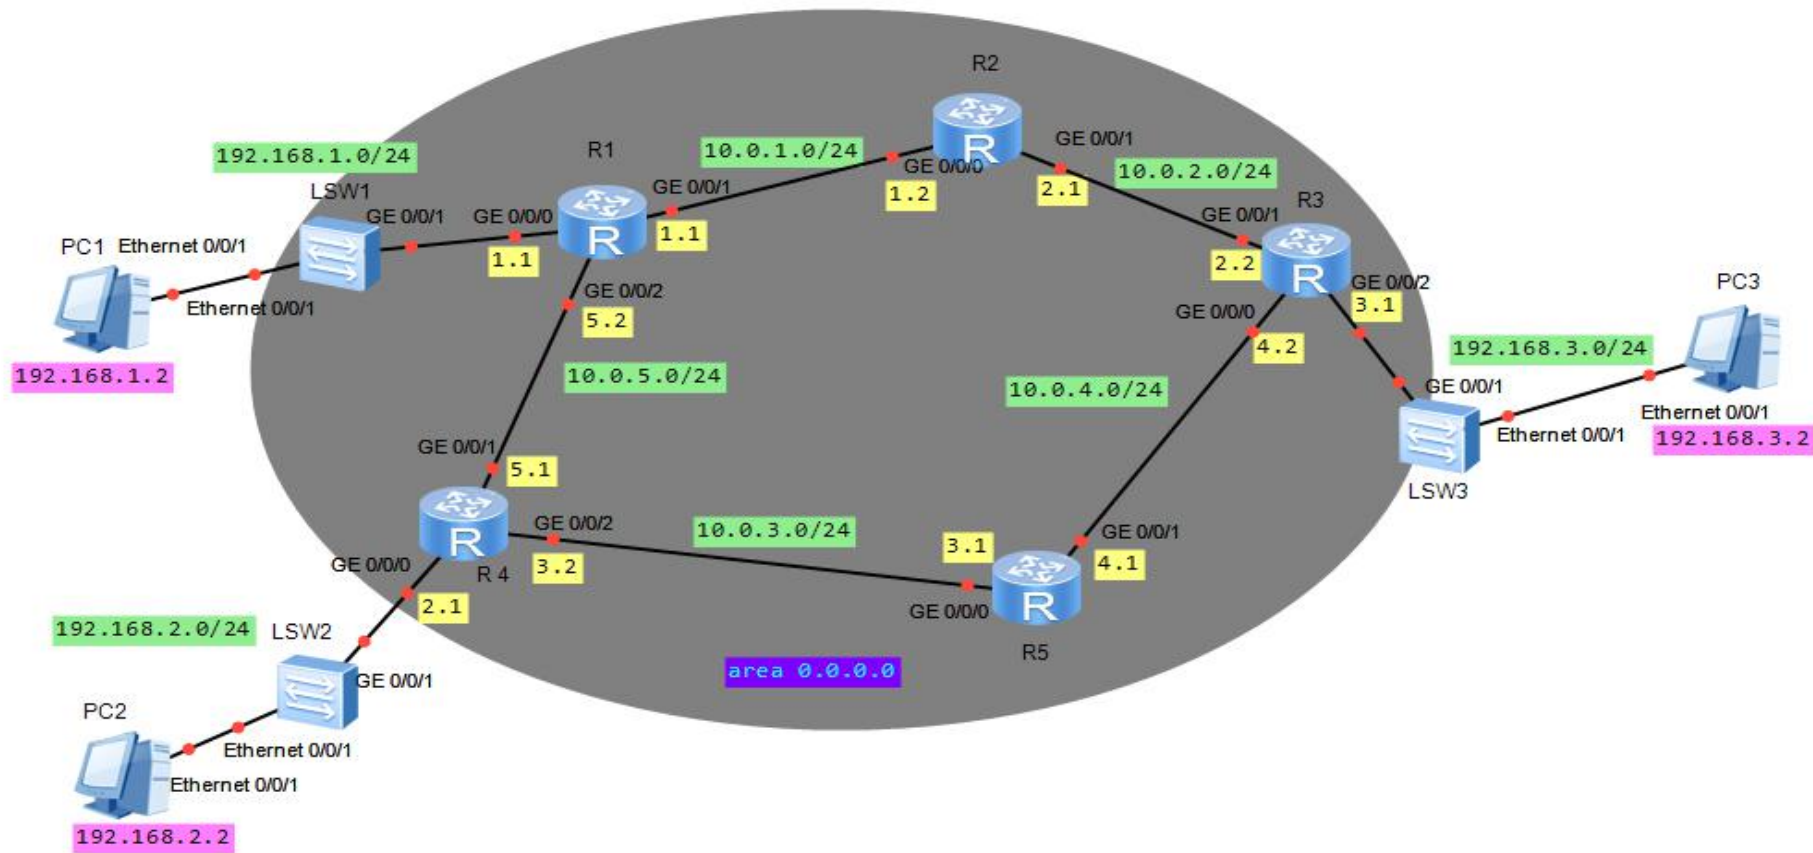 R2
GE 0/0/1
10.0.1.0/24
192.168.1.0/24
R1
GE 0/0/0
10.0.2.0/24
LSW1
GE 0/0/1
1.2
2.1
R3
GE 0/0/1
GE 0/0/0
GE 0/0/1
1.1
PC1
Ethernet 0/0/1
1.1
2.2
GE 0/0/2
PC3
GE 0/0/2
3.1
Ethernet 0/0/1
GE 0/0/0
5.2
4.2
192.168.3.0/24
192.168.1.2
10.0.5.0/24
10.0.4.0/24
GE 0/0/1
Ethernet 0/0/1
Ethernet 0/0/1
192.168.3.2
GE 0/0/1
5.1
LSW3
GE 0/0/2
10.0.3.0/24
GE 0/0/1
3.1
GE 0/0/0
3.2
4.1
R 4
2.1
GE 0/0/0
192.168.2.0/24
LSW2
R5
area 0.0.0.0
GE 0/0/1
PC2
Ethernet 0/0/1
Ethernet 0/0/1
192.168.2.2